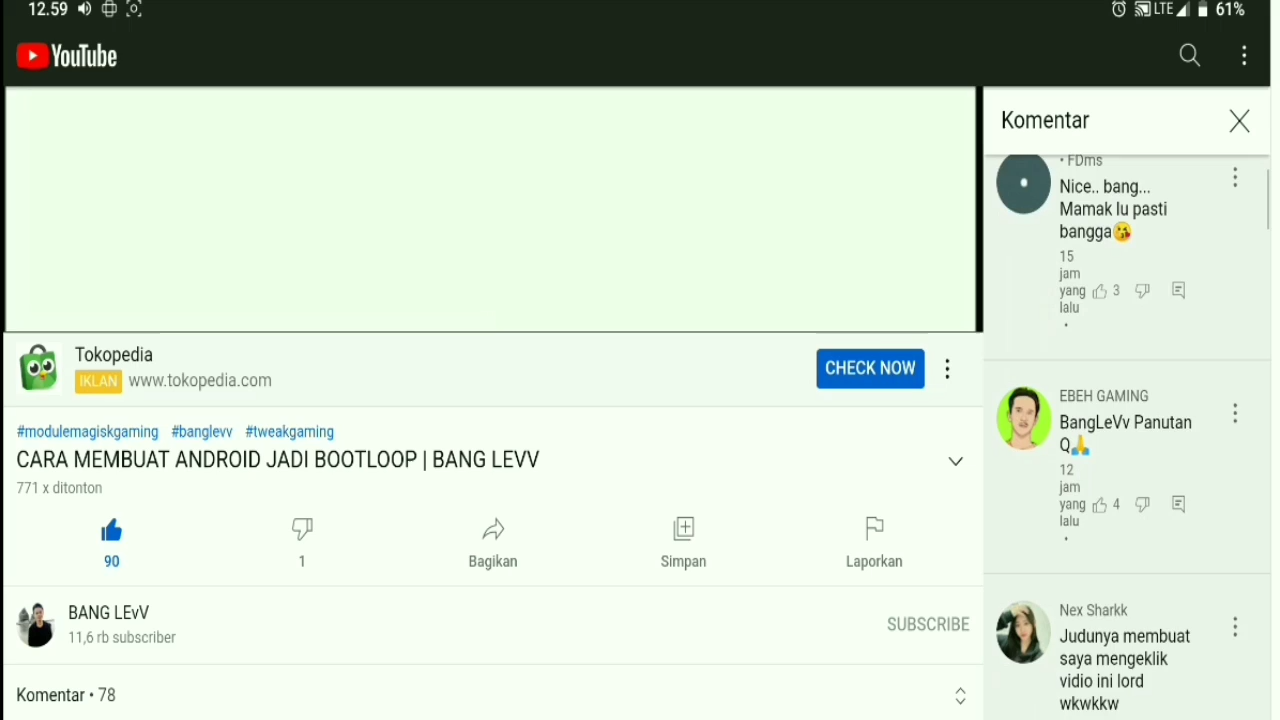 12.59
LTE 61%
YouTube
Tokopedia
IKLAN www.tokopedia.com
CHECK NOW
#modulemagiskgaming #banglevv #tweakgaming
CARA MEMBUAT ANDROID JADI BOOTLOOP | BANG LEVV
771 x ditonton
90
1
Bagikan
Simpan
Laporkan
BANG LEvV
11,6 rb subscriber
SUBSCRIBE
Komentar • 78
Komentar
• FDms
Nice.. bang...
Mamak lu pasti
bangga😘
15
jam
yang
lalu
•
3
EBEH GAMING
BangLeVv Panutan
Q🙏
12
jam
yang
lalu
•
4
Nex Sharkk
Judunya membuat
saya mengeklik
vidio ini lord
wkwkkw